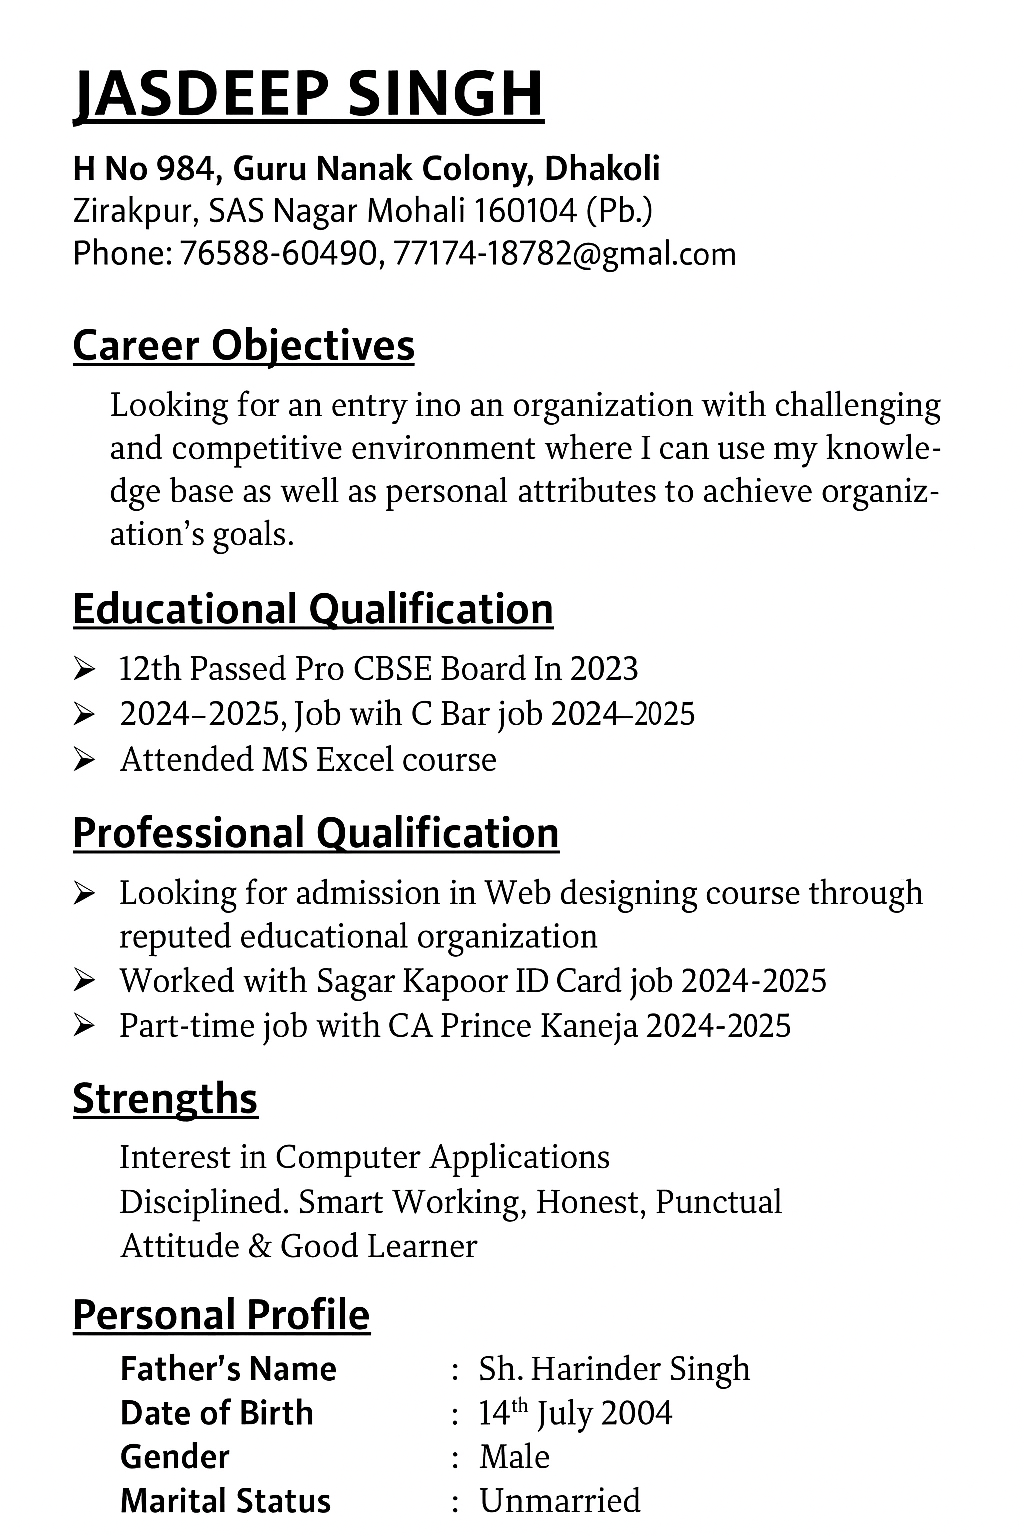 JASDEEP SINGH
H No 984, Guru Nanak Colony, Dhakoli
Zirakpur, SAS Nagar Mohali 160104 (Pb.)
Phone: 76588-60490, 77174-18782@gmal.com
Career Objectives
Looking for an entry ino an organization with challenging
and competitive environment where I can use my knowle-
dge base as well as personal attributes to achieve organiz-
ation’s goals.
Educational Qualification
➢ 12th Passed Pro CBSE Board In 2023
➢ 2024–2025, Job wih C Bar job 2024–2025
➢ Attended MS Excel course
Professional Qualification
➢ Looking for admission in Web designing course through
reputed educational organization
➢ Worked with Sagar Kapoor ID Card job 2024-2025
➢ Part-time job with CA Prince Kaneja 2024-2025
Strengths
Interest in Computer Applications
Disciplined. Smart Working, Honest, Punctual
Attitude & Good Learner
Personal Profile
Father’s Name : Sh. Harinder Singh
Date of Birth : 14th July 2004
Gender : Male
Marital Status : Unmarried